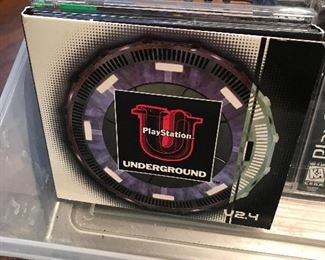 U
PlayStation
UNDERGROUND
V2.4